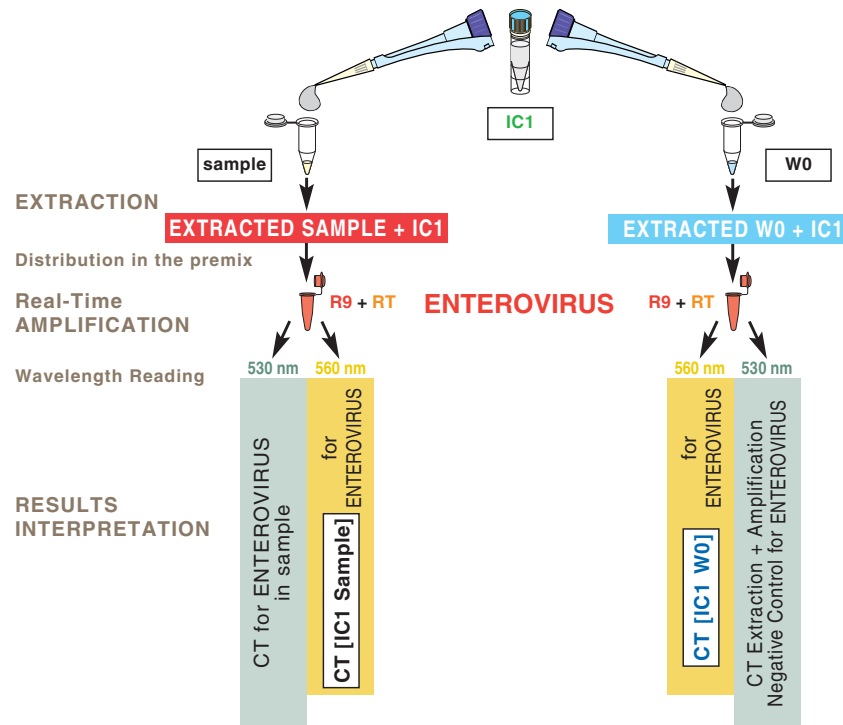 IC1
sample
W0
EXTRACTION
EXTRACTED SAMPLE + IC1
EXTRACTED W0 + IC1
Distribution in the premix
Real-Time
AMPLIFICATION
R9 + RT
ENTEROVIRUS
R9 + RT
Wavelength Reading
530 nm
560 nm
560 nm
530 nm
RESULTS
INTERPRETATION
CT for ENTEROVIRUS
in sample
for
ENTEROVIRUS
CT [IC1 Sample]
for
ENTEROVIRUS
CT [IC1 W0]
CT Extraction + Amplification
Negative Control for ENTEROVIRUS